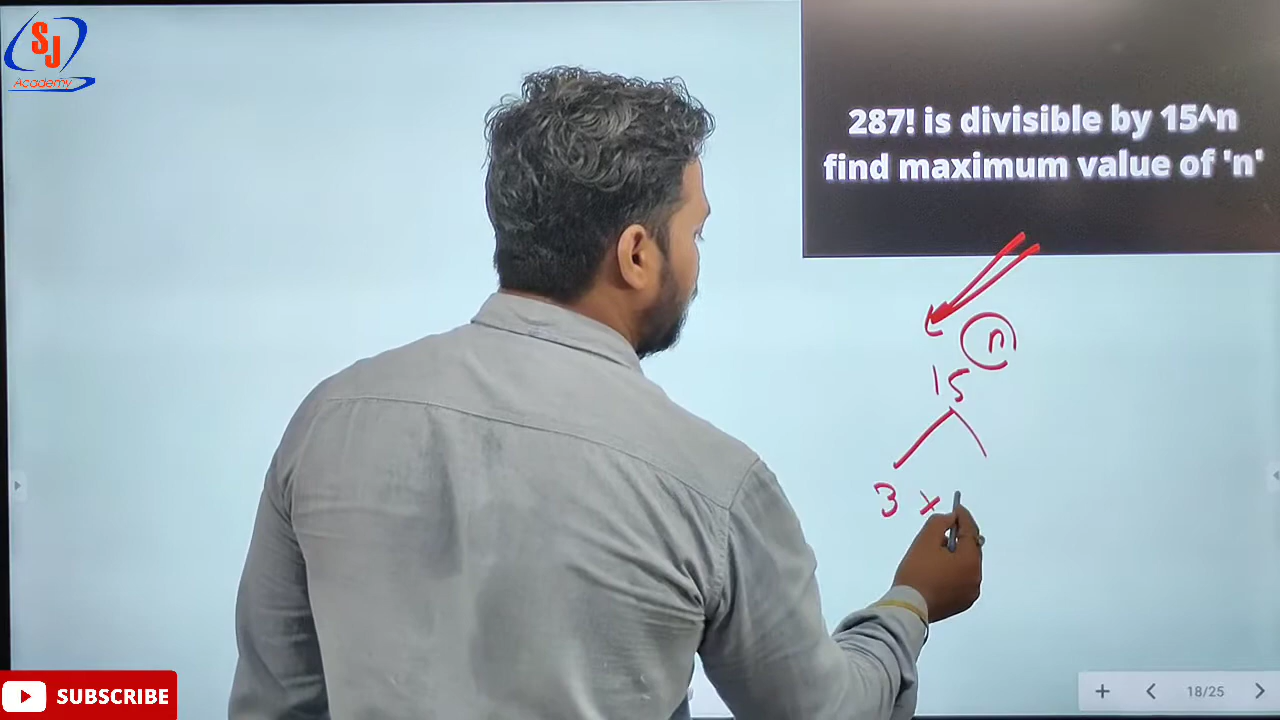 SJ
Academy
287! is divisible by 15^n
find maximum value of 'n'
n
15
3 ×
SUBSCRIBE
18/25